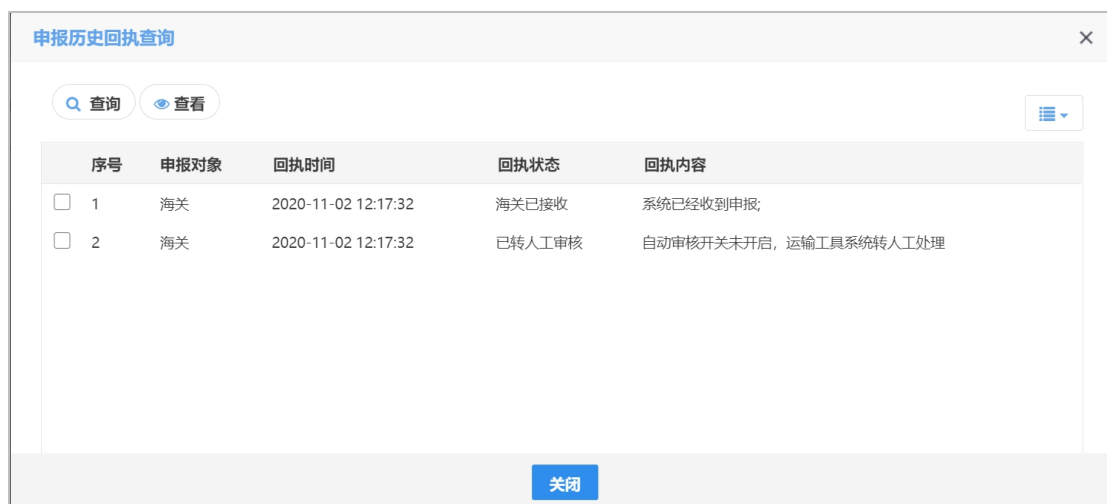 申报历史回执查询
查询 查看
序号 申报对象 回执时间 回执状态 回执内容
1 海关 2020-11-02 12:17:32 海关已接收 系统已经收到申报;
2 海关 2020-11-02 12:17:32 已转人工审核 自动审核开关未开启，运输工具系统转人工处理
关闭